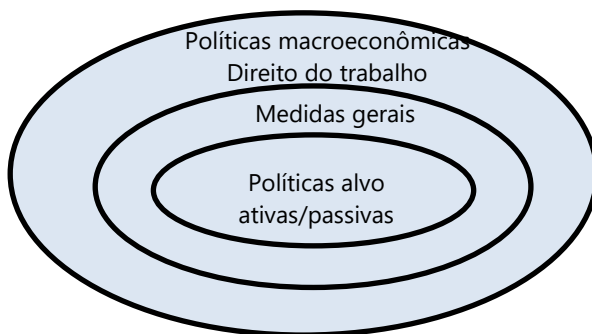 Políticas macroeconômicas
Direito do trabalho
Medidas gerais
Políticas alvo
ativas/passivas